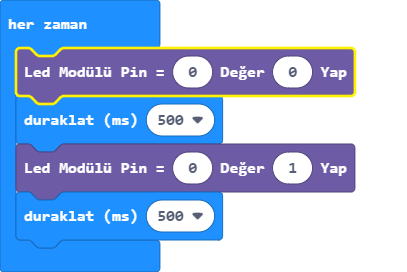 her zaman
Led Modülü Pin = 0 Değer 0 Yap
duraklat (ms) 500
Led Modülü Pin = 0 Değer 1 Yap
duraklat (ms) 500